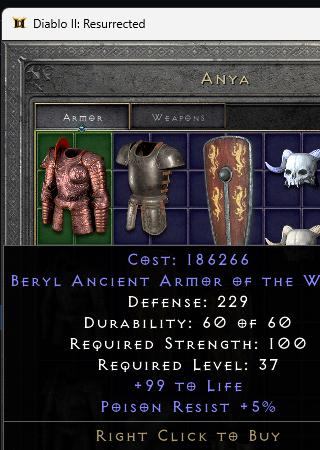 Diablo II: Resurrected
Anya
Armor Weapons
Cost: 186266
Beryl Ancient Armor of the
Defense: 229
Durability: 60 of 60
Required Strength: 100
Required Level: 37
+99 to Life
Poison Resist +5%
Right Click to Buy